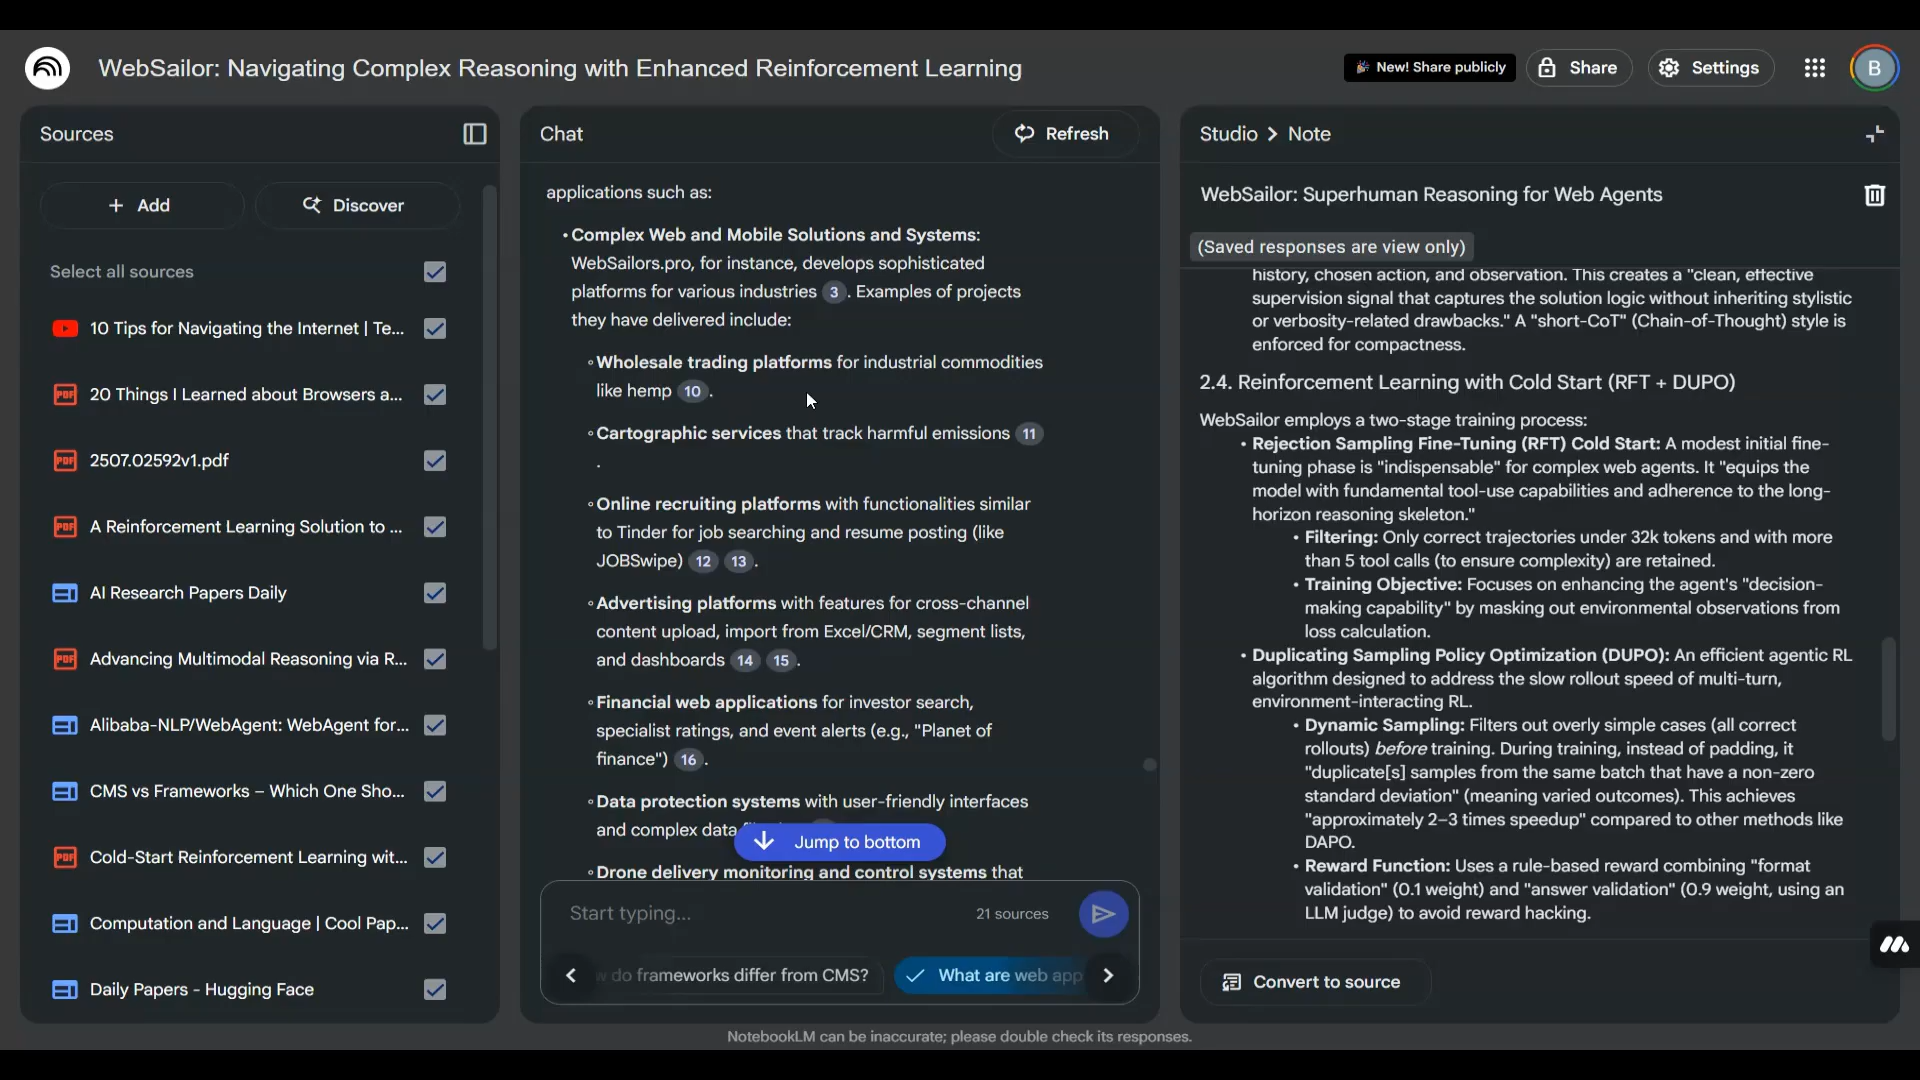 WebSailor: Navigating Complex Reasoning with Enhanced Reinforcement Learning
New! Share publicly
Share
Settings
B
Sources
Add
Discover
Select all sources
10 Tips for Navigating the Internet | Te...
20 Things I Learned about Browsers a...
2507.02592v1.pdf
A Reinforcement Learning Solution to ...
AI Research Papers Daily
Advancing Multimodal Reasoning via R...
Alibaba-NLP/WebAgent: WebAgent for...
CMS vs Frameworks – Which One Sho...
Cold-Start Reinforcement Learning wit...
Computation and Language | Cool Pap...
Daily Papers - Hugging Face
Chat
Refresh
applications such as:
• Complex Web and Mobile Solutions and Systems:
WebSailors.pro, for instance, develops sophisticated
platforms for various industries 3 . Examples of projects
they have delivered include:
◦ Wholesale trading platforms for industrial commodities
like hemp 10 .
◦ Cartographic services that track harmful emissions 11
.
◦ Online recruiting platforms with functionalities similar
to Tinder for job searching and resume posting (like
JOBSwipe) 12 13 .
◦ Advertising platforms with features for cross-channel
content upload, import from Excel/CRM, segment lists,
and dashboards 14 15 .
◦ Financial web applications for investor search,
specialist ratings, and event alerts (e.g., "Planet of
finance") 16 .
◦ Data protection systems with user-friendly interfaces
and complex data
Jump to bottom
◦ Drone delivery monitoring and control systems that
Start typing...
21 sources
do frameworks differ from CMS?
What are web app
NotebookLM can be inaccurate; please double check its responses.
Studio > Note
WebSailor: Superhuman Reasoning for Web Agents
(Saved responses are view only)
history, chosen action, and observation. This creates a "clean, effective
supervision signal that captures the solution logic without inheriting stylistic
or verbosity-related drawbacks." A "short-CoT" (Chain-of-Thought) style is
enforced for compactness.
2.4. Reinforcement Learning with Cold Start (RFT + DUPO)
WebSailor employs a two-stage training process:
• Rejection Sampling Fine-Tuning (RFT) Cold Start: A modest initial fine-
tuning phase is "indispensable" for complex web agents. It "equips the
model with fundamental tool-use capabilities and adherence to the long-
horizon reasoning skeleton."
• Filtering: Only correct trajectories under 32k tokens and with more
than 5 tool calls (to ensure complexity) are retained.
• Training Objective: Focuses on enhancing the agent's "decision-
making capability" by masking out environmental observations from
loss calculation.
• Duplicating Sampling Policy Optimization (DUPO): An efficient agentic RL
algorithm designed to address the slow rollout speed of multi-turn,
environment-interacting RL.
• Dynamic Sampling: Filters out overly simple cases (all correct
rollouts) before training. During training, instead of padding, it
"duplicate[s] samples from the same batch that have a non-zero
standard deviation" (meaning varied outcomes). This achieves
"approximately 2–3 times speedup" compared to other methods like
DAPO.
• Reward Function: Uses a rule-based reward combining "format
validation" (0.1 weight) and "answer validation" (0.9 weight, using an
LLM judge) to avoid reward hacking.
Convert to source